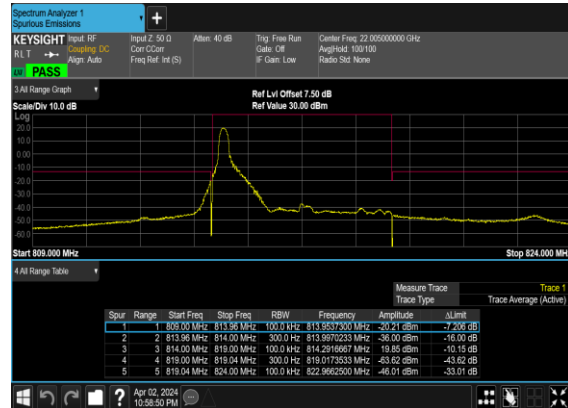 Spectrum Analyzer 1
Spurious Emissions
KEYSIGHT Input: RF Input Z: 50 Ω Atten: 40 dB Trig: Free Run Center Freq: 22.005000000 GHz
RLT Coupling: DC Corr CCorr Gate: Off Avg|Hold: 100/100
Align: Auto Freq Ref: Int (S) IF Gain: Low Radio Std: None
LW PASS
3 All Range Graph
Ref Lvl Offset 7.50 dB
Scale/Div 10.0 dB Ref Value 30.00 dBm
Log
20.0
10.0
0.00
-10.0
-20.0
-30.0
-40.0
-50.0
-60.0
Start 809.000 MHz Stop 824.000 MH
4 All Range Table
Measure Trace Trace 1
Trace Type Trace Average (Active)
Spur Range Start Freq Stop Freq RBW Frequency Amplitude ΔLimit
1 1 809.00 MHz 813.96 MHz 100.0 kHz 813.9537300 MHz -20.21 dBm -7.206 dB
2 2 813.96 MHz 814.00 MHz 300.0 Hz 813.9970233 MHz -36.00 dBm -16.00 dB
3 3 814.00 MHz 819.00 MHz 100.0 kHz 814.2916667 MHz 19.85 dBm -10.15 dB
4 4 819.00 MHz 819.04 MHz 300.0 Hz 819.0173533 MHz -63.62 dBm -43.62 dB
5 5 819.04 MHz 824.00 MHz 100.0 kHz 822.9662500 MHz -46.01 dBm -33.01 dB
? Apr 02, 2024
10:58:50 PM